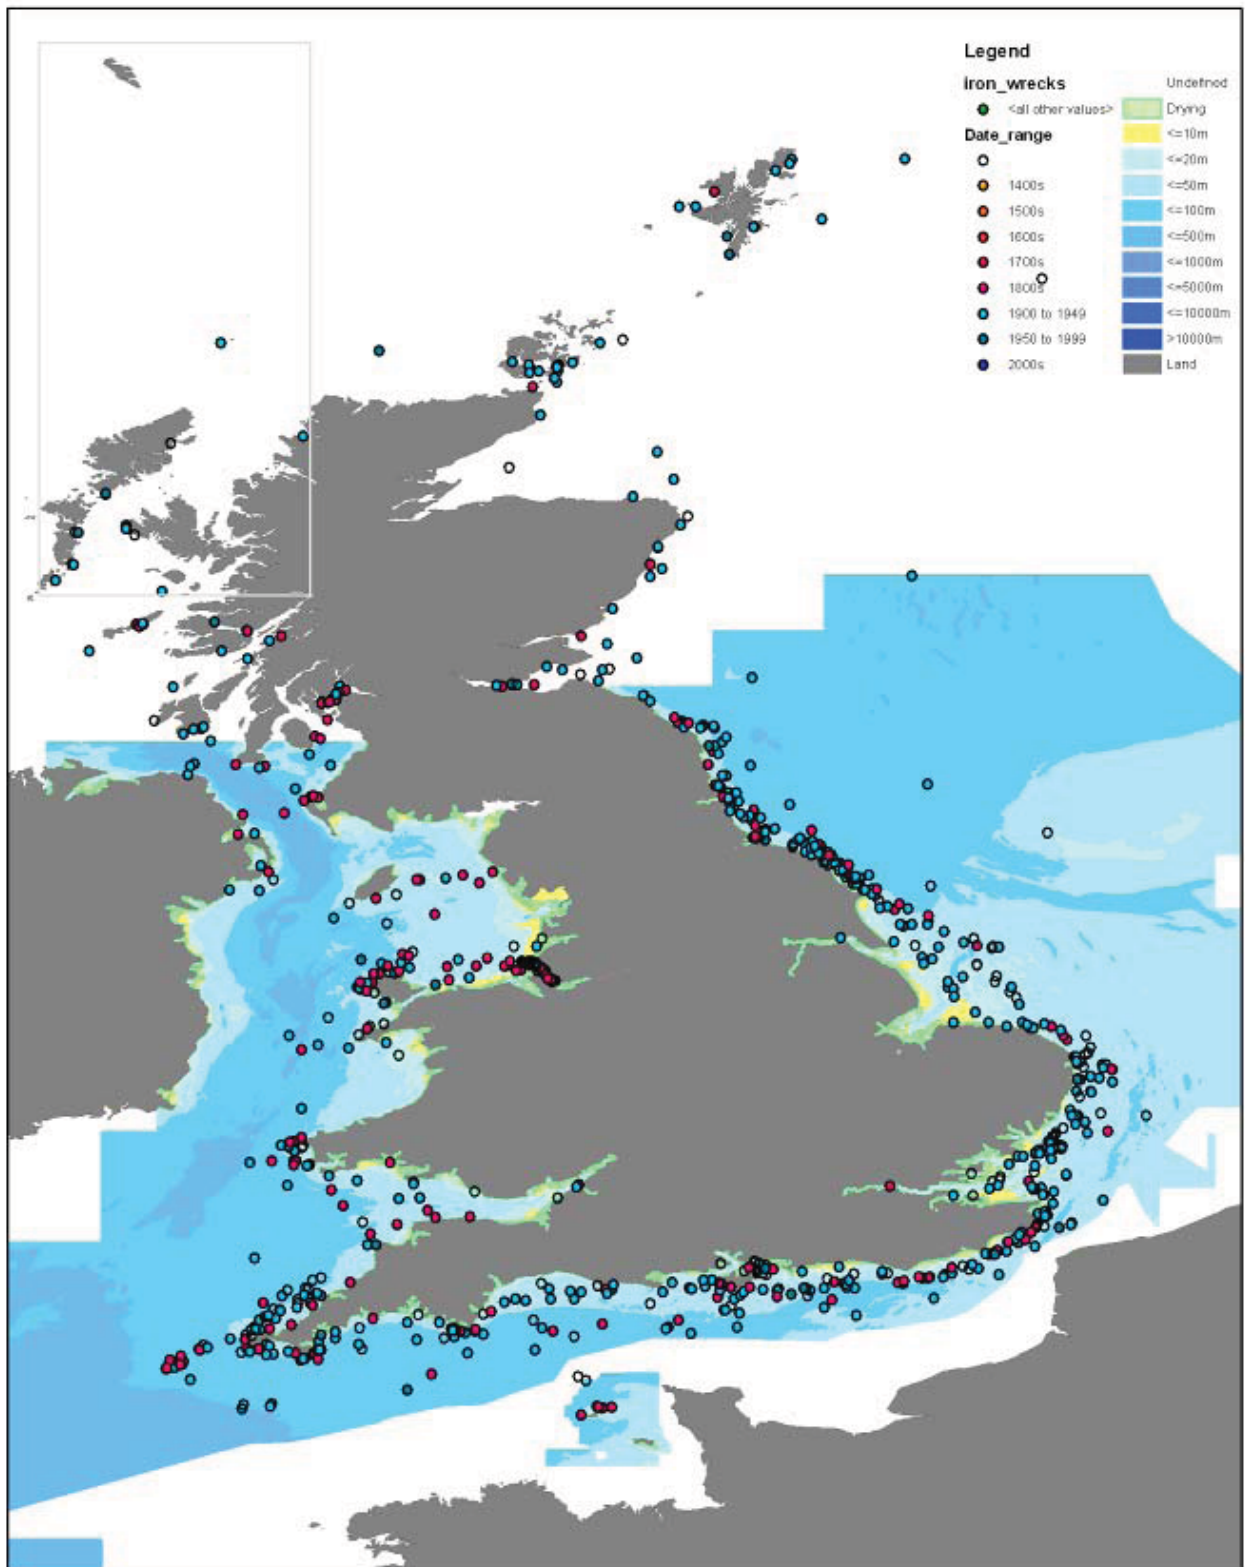 Legend
iron_wrecks
<all other values>
Date_range
1400s
1500s
1600s
1700s
1800s
1900 to 1949
1950 to 1999
2000s
Undefined
Drying
<=10m
<=20m
<=50m
<=100m
<=500m
<=1000m
<=5000m
<=10000m
>10000m
Land